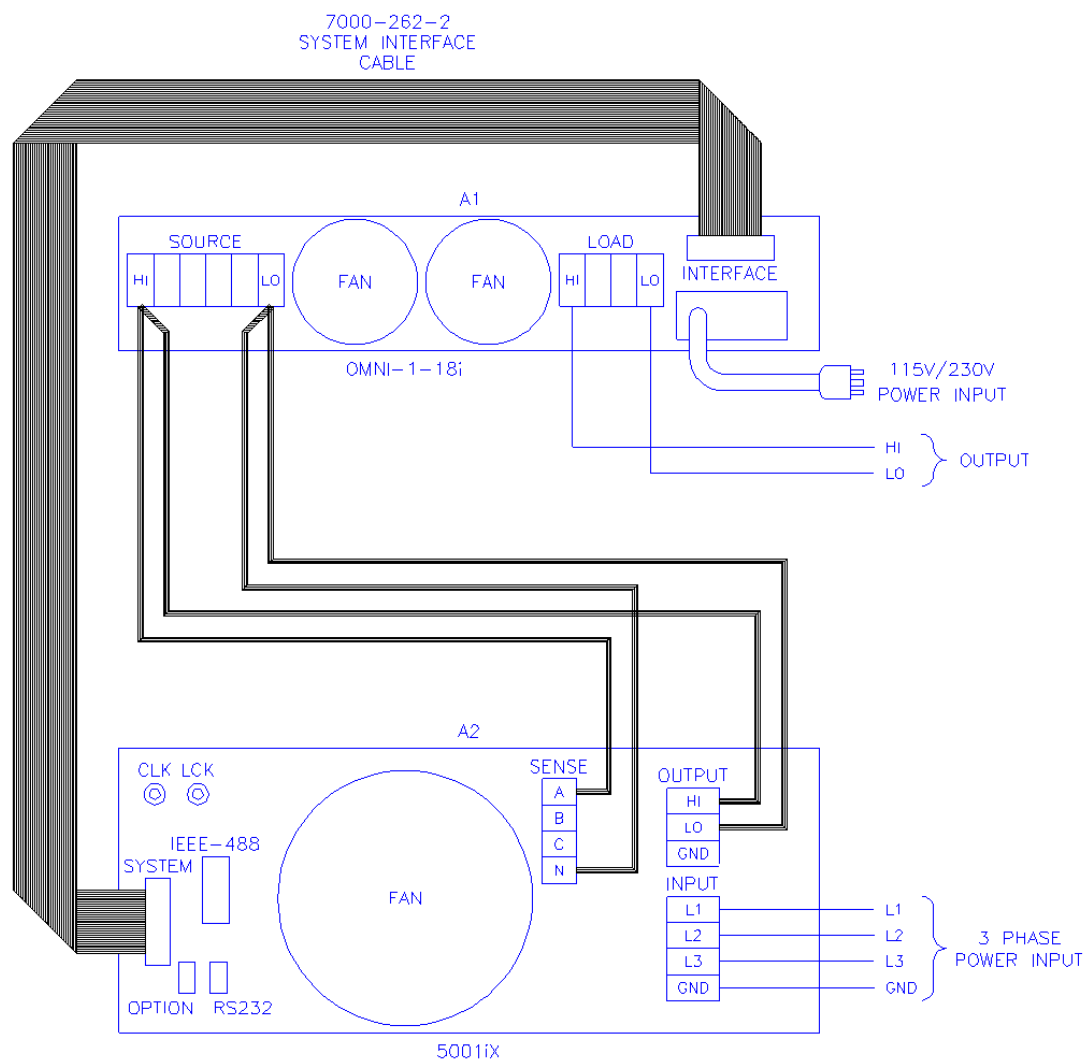 7000-262-2
SYSTEM INTERFACE
CABLE
A1
SOURCE
HI
LO
FAN
FAN
LOAD
HI
LO
INTERFACE
OMNI-1-18i
115V/230V
POWER INPUT
HI
LO
OUTPUT
A2
CLK LCK
IEEE-488
SYSTEM
OPTION RS232
FAN
SENSE
A
B
C
N
OUTPUT
HI
LO
GND
INPUT
L1
L2
L3
GND
L1
L2
L3
GND
3 PHASE
POWER INPUT
5001iX